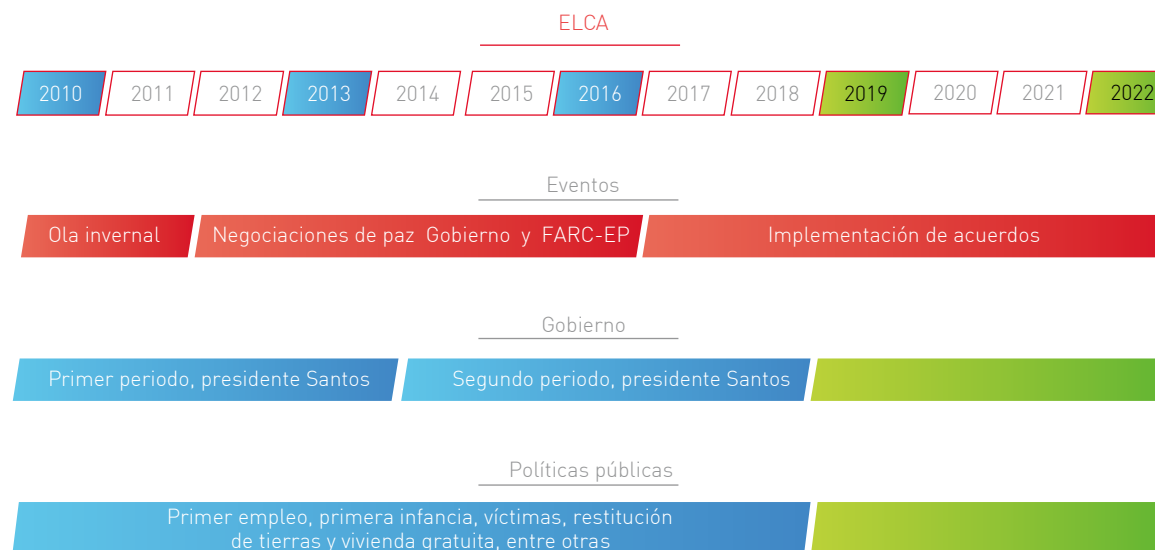 ELCA
2010 2011 2012 2013 2014 2015 2016 2017 2018 2019 2020 2021 2022
Eventos
Ola invernal Negociaciones de paz Gobierno y FARC-EP Implementación de acuerdos
Gobierno
Primer periodo, presidente Santos Segundo periodo, presidente Santos
Políticas públicas
Primer empleo, primera infancia, víctimas, restitución
de tierras y vivienda gratuita, entre otras